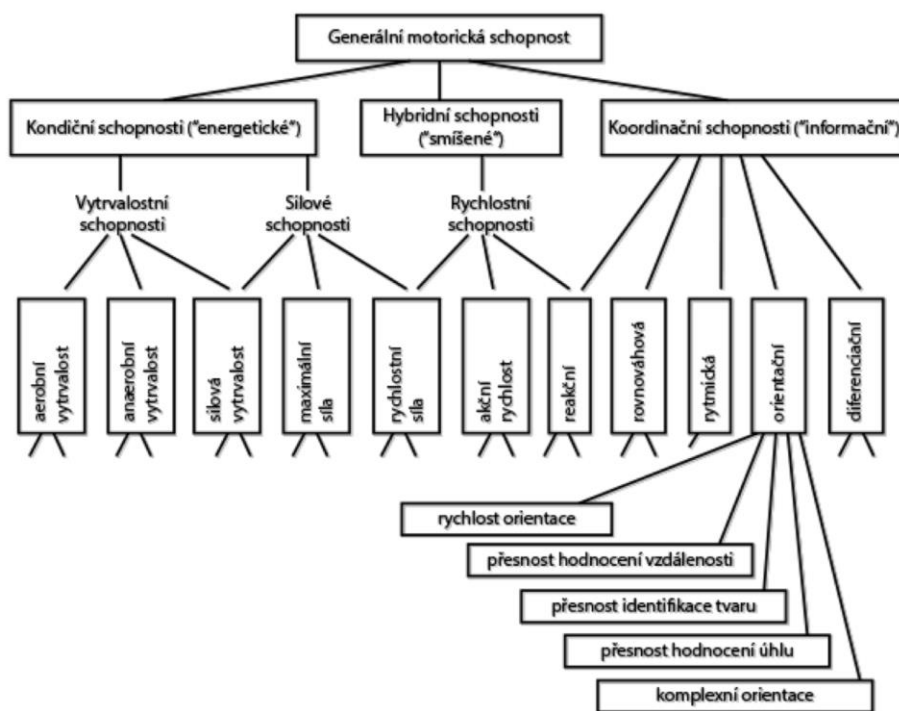 Generální motorická schopnost
Kondiční schopnosti ("energetické")
Hybridní schopnosti
("smíšené")
Koordinační schopnosti ("informační")
Vytrvalostní
schopnosti
Silové
schopnosti
Rychlostní
schopnosti
aerobní
vytrvalost
anaerobní
vytrvalost
silová
vytrvalost
maximální
síla
rychlostní
síla
akční
rychlost
reakční
rovnováhová
rytmická
orientační
diferenciační
rychlost orientace
přesnost hodnocení vzdálenosti
přesnost identifikace tvaru
přesnost hodnocení úhlu
komplexní orientace